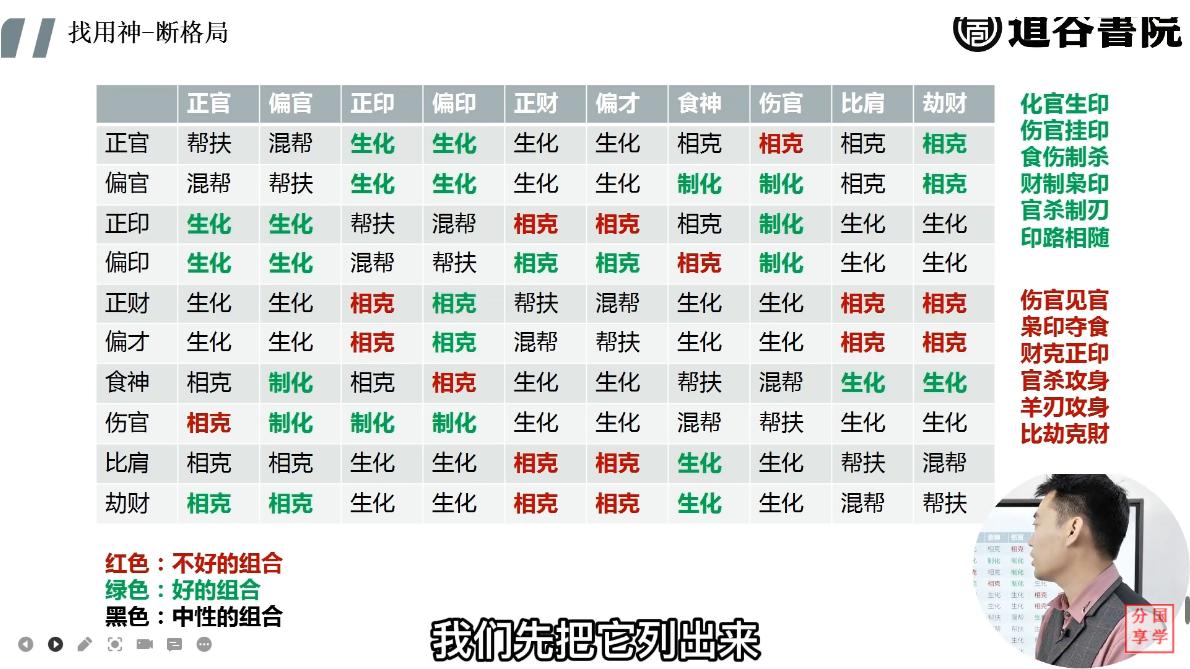 找用神-断格局
追谷書院
正官 偏官 正印 偏印 正财 偏才 食神 伤官 比肩 劫财
正官 帮扶 混帮 生化 生化 生化 生化 相克 相克 相克 相克
偏官 混帮 帮扶 生化 生化 生化 生化 制化 制化 相克 相克
正印 生化 生化 帮扶 混帮 相克 相克 相克 制化 生化 生化
偏印 生化 生化 混帮 帮扶 相克 相克 相克 制化 生化 生化
正财 生化 生化 相克 相克 帮扶 混帮 生化 生化 相克 相克
偏才 生化 生化 相克 相克 混帮 帮扶 生化 生化 相克 相克
食神 相克 制化 相克 相克 生化 生化 帮扶 混帮 生化 生化
伤官 相克 制化 制化 制化 生化 生化 混帮 帮扶 生化 生化
比肩 相克 相克 生化 生化 相克 相克 生化 生化 帮扶 混帮
劫财 相克 相克 生化 生化 相克 相克 生化 生化 混帮 帮扶
化官生印
伤官挂印
食伤制杀
财制枭印
官杀制刃
印路相随
伤官见官
枭印夺食
财克正印
官杀攻身
羊刃攻身
比劫克財
红色：不好的组合
绿色：好的组合
黑色：中性的组合
我们先把它列出来
分国
享学